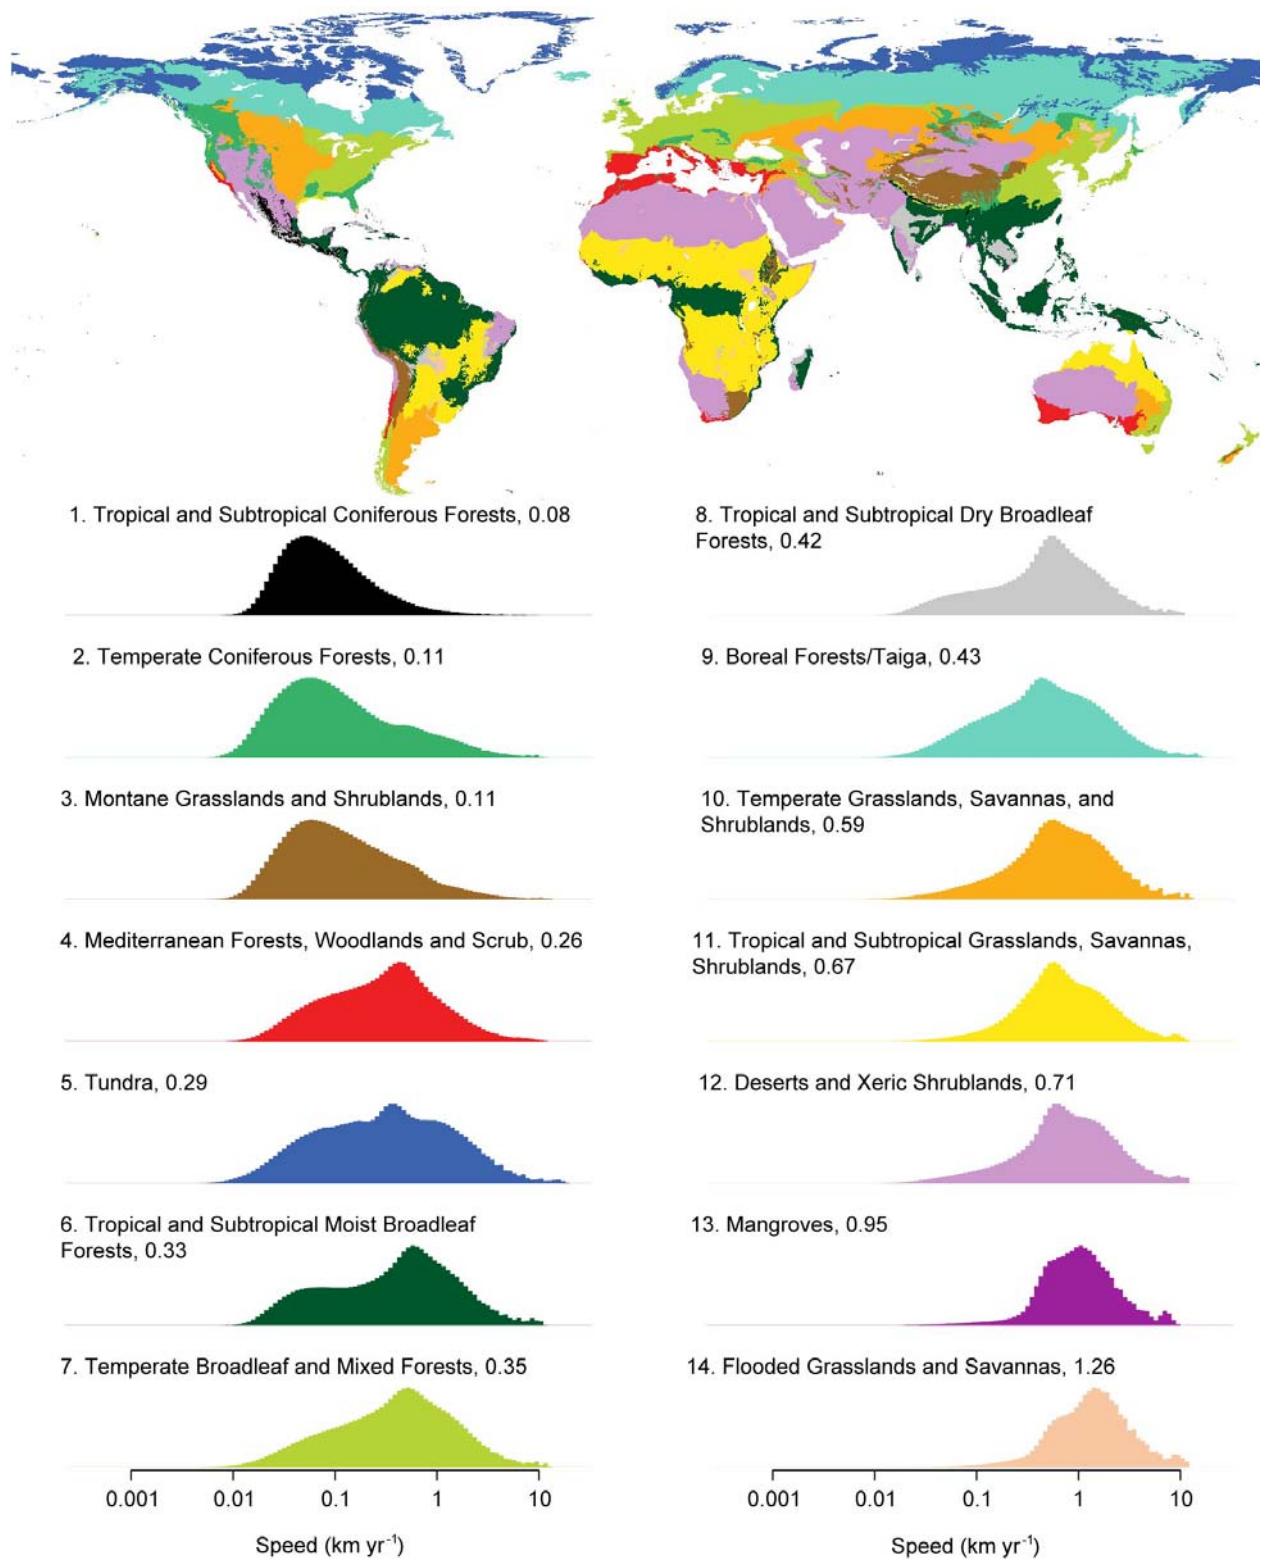 1. Tropical and Subtropical Coniferous Forests, 0.08
2. Temperate Coniferous Forests, 0.11
3. Montane Grasslands and Shrublands, 0.11
4. Mediterranean Forests, Woodlands and Scrub, 0.26
5. Tundra, 0.29
6. Tropical and Subtropical Moist Broadleaf
Forests, 0.33
7. Temperate Broadleaf and Mixed Forests, 0.35
0.001 0.01 0.1 1 10
Speed (km yr⁻¹)
8. Tropical and Subtropical Dry Broadleaf
Forests, 0.42
9. Boreal Forests/Taiga, 0.43
10. Temperate Grasslands, Savannas, and
Shrublands, 0.59
11. Tropical and Subtropical Grasslands, Savannas,
Shrublands, 0.67
12. Deserts and Xeric Shrublands, 0.71
13. Mangroves, 0.95
14. Flooded Grasslands and Savannas, 1.26
0.001 0.01 0.1 1 10
Speed (km yr⁻¹)